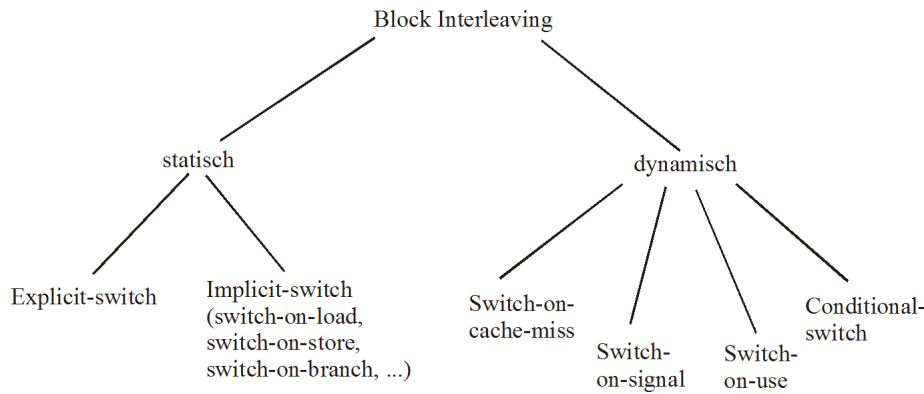 Block Interleaving
statisch
dynamisch
Explicit-switch
Implicit-switch
(switch-on-load,
switch-on-store,
switch-on-branch, ...)
Switch-on-
cache-miss
Switch-
on-signal
Switch-
on-use
Conditional-
switch